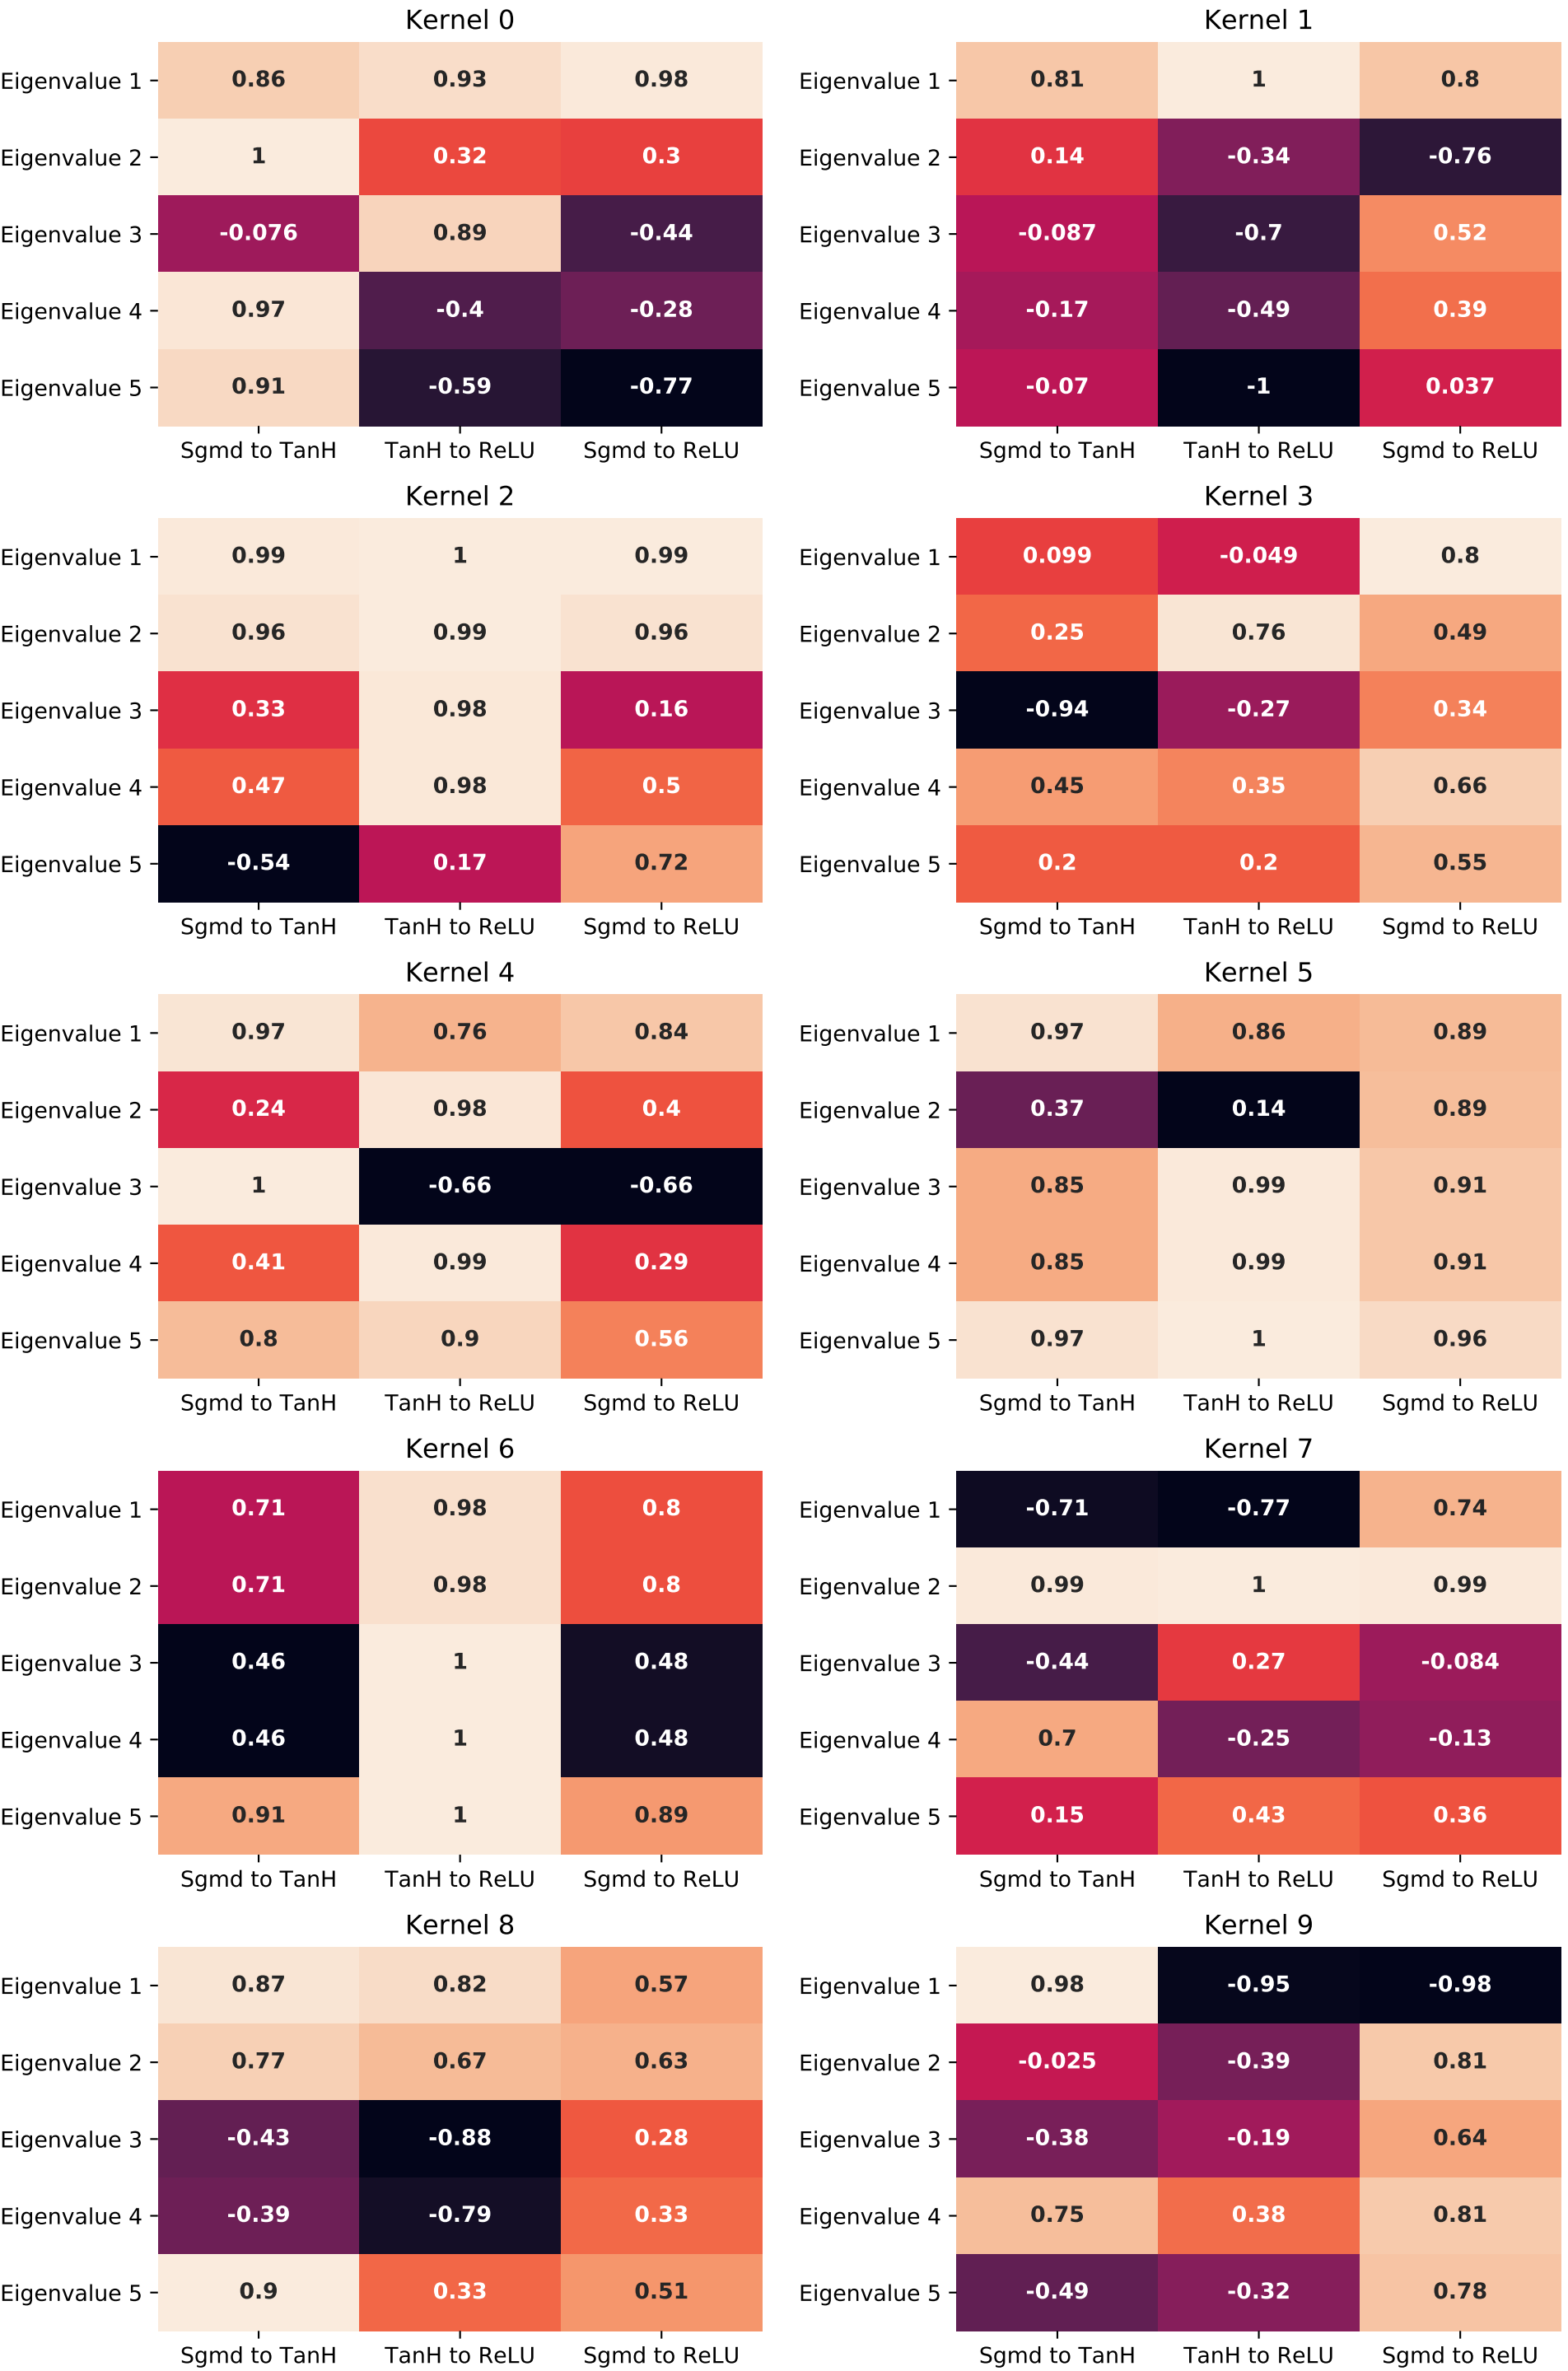 Kernel 0
Eigenvalue 1 0.86 0.93 0.98
Eigenvalue 2 1 0.32 0.3
Eigenvalue 3 -0.076 0.89 -0.44
Eigenvalue 4 0.97 -0.4 -0.28
Eigenvalue 5 0.91 -0.59 -0.77
Sgmd to TanH TanH to ReLU Sgmd to ReLU
Kernel 1
Eigenvalue 1 0.81 1 0.8
Eigenvalue 2 0.14 -0.34 -0.76
Eigenvalue 3 -0.087 -0.7 0.52
Eigenvalue 4 -0.17 -0.49 0.39
Eigenvalue 5 -0.07 -1 0.037
Sgmd to TanH TanH to ReLU Sgmd to ReLU
Kernel 2
Eigenvalue 1 0.99 1 0.99
Eigenvalue 2 0.96 0.99 0.96
Eigenvalue 3 0.33 0.98 0.16
Eigenvalue 4 0.47 0.98 0.5
Eigenvalue 5 -0.54 0.17 0.72
Sgmd to TanH TanH to ReLU Sgmd to ReLU
Kernel 3
Eigenvalue 1 0.099 -0.049 0.8
Eigenvalue 2 0.25 0.76 0.49
Eigenvalue 3 -0.94 -0.27 0.34
Eigenvalue 4 0.45 0.35 0.66
Eigenvalue 5 0.2 0.2 0.55
Sgmd to TanH TanH to ReLU Sgmd to ReLU
Kernel 4
Eigenvalue 1 0.97 0.76 0.84
Eigenvalue 2 0.24 0.98 0.4
Eigenvalue 3 1 -0.66 -0.66
Eigenvalue 4 0.41 0.99 0.29
Eigenvalue 5 0.8 0.9 0.56
Sgmd to TanH TanH to ReLU Sgmd to ReLU
Kernel 5
Eigenvalue 1 0.97 0.86 0.89
Eigenvalue 2 0.37 0.14 0.89
Eigenvalue 3 0.85 0.99 0.91
Eigenvalue 4 0.85 0.99 0.91
Eigenvalue 5 0.97 1 0.96
Sgmd to TanH TanH to ReLU Sgmd to ReLU
Kernel 6
Eigenvalue 1 0.71 0.98 0.8
Eigenvalue 2 0.71 0.98 0.8
Eigenvalue 3 0.46 1 0.48
Eigenvalue 4 0.46 1 0.48
Eigenvalue 5 0.91 1 0.89
Sgmd to TanH TanH to ReLU Sgmd to ReLU
Kernel 7
Eigenvalue 1 -0.71 -0.77 0.74
Eigenvalue 2 0.99 1 0.99
Eigenvalue 3 -0.44 0.27 -0.084
Eigenvalue 4 0.7 -0.25 -0.13
Eigenvalue 5 0.15 0.43 0.36
Sgmd to TanH TanH to ReLU Sgmd to ReLU
Kernel 8
Eigenvalue 1 0.87 0.82 0.57
Eigenvalue 2 0.77 0.67 0.63
Eigenvalue 3 -0.43 -0.88 0.28
Eigenvalue 4 -0.39 -0.79 0.33
Eigenvalue 5 0.9 0.33 0.51
Sgmd to TanH TanH to ReLU Sgmd to ReLU
Kernel 9
Eigenvalue 1 0.98 -0.95 -0.98
Eigenvalue 2 -0.025 -0.39 0.81
Eigenvalue 3 -0.38 -0.19 0.64
Eigenvalue 4 0.75 0.38 0.81
Eigenvalue 5 -0.49 -0.32 0.78
Sgmd to TanH TanH to ReLU Sgmd to ReLU